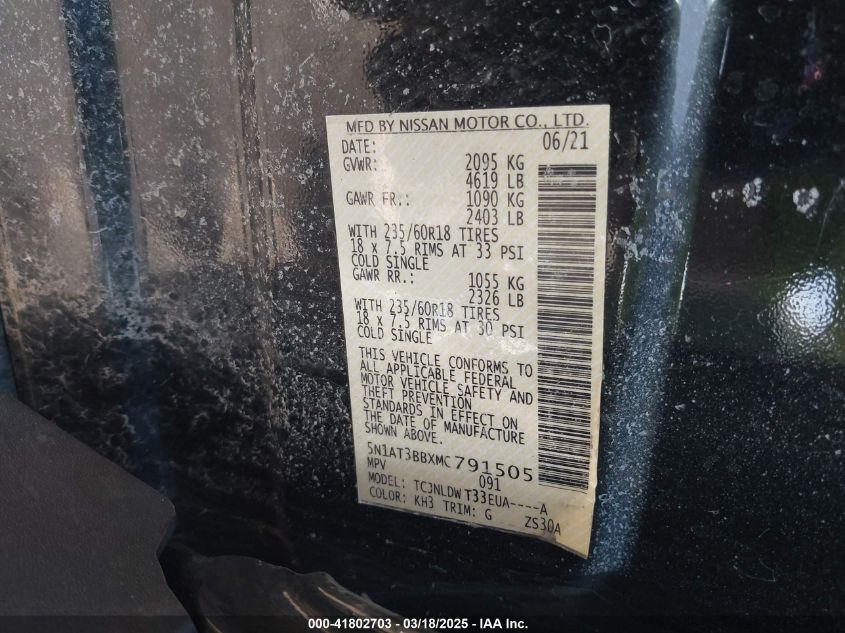 MFD BY NISSAN MOTOR CO., LTD.
DATE: 06/21
GVWR: 2095 KG
4619 LB
GAWR FR.: 1090 KG
2403 LB
WITH 235/60R18 TIRES
18 X 7.5 RIMS AT 33 PSI
COLD SINGLE
GAWR RR.: 1055 KG
2326 LB
WITH 235/60R18 TIRES
18 X 7.5 RIMS AT 30 PSI
COLD SINGLE
THIS VEHICLE CONFORMS TO
ALL APPLICABLE FEDERAL
MOTOR VEHICLE SAFETY AND
THEFT PREVENTION
STANDARDS IN EFFECT ON
THE DATE OF MANUFACTURE
SHOWN ABOVE.
5N1AT3BBXMC791505
MPV 091
MODEL: TC3NLDW T33EUA----A
COLOR: KH3 TRIM: G ZS30A
000-41802703 - 03/18/2025 - IAA Inc.